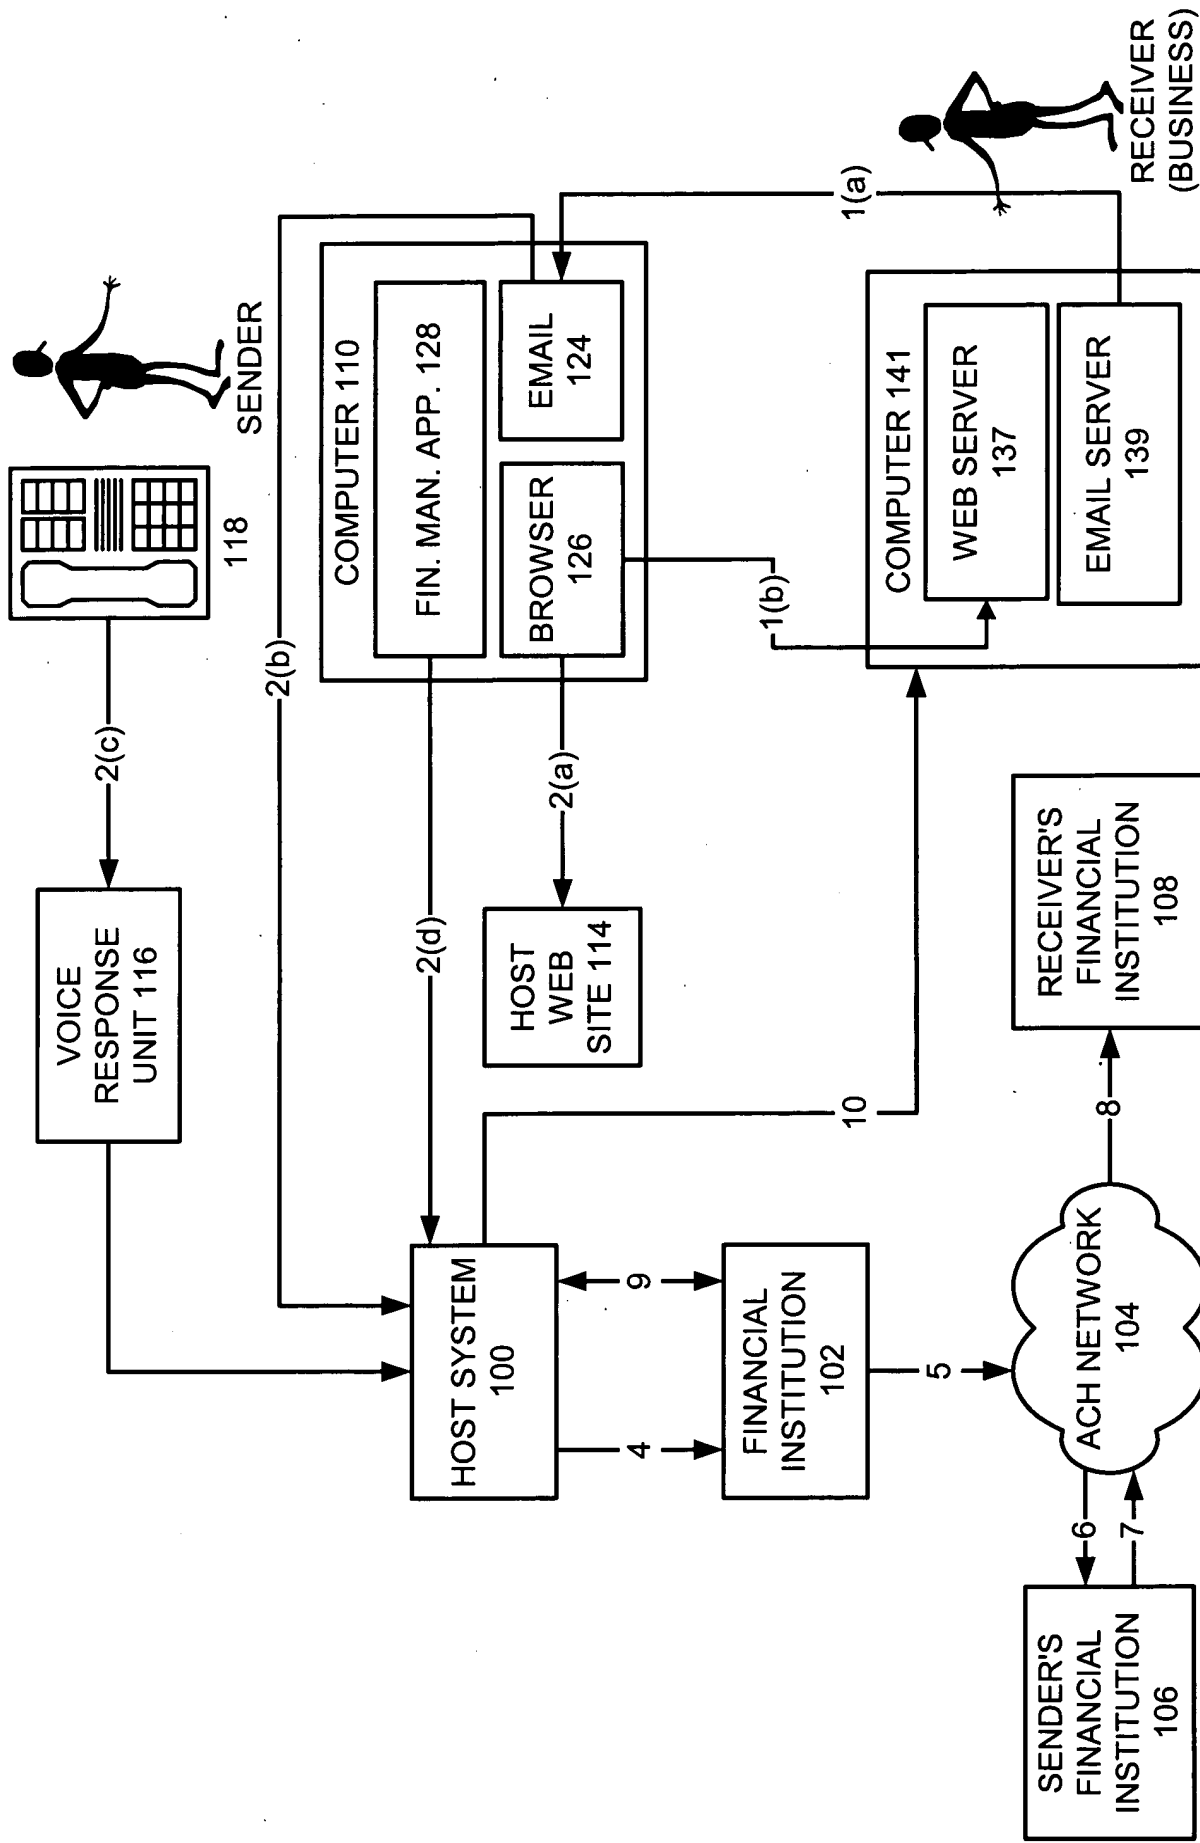 SENDER
118
2(c)
VOICE
RESPONSE
UNIT 116
2(b)
COMPUTER 110
FIN. MAN. APP. 128
BROWSER
126
EMAIL
124
2(d)
2(a)
HOST
WEB
SITE 114
1(a)
1(b)
RECEIVER
(BUSINESS)
COMPUTER 141
WEB SERVER
137
EMAIL SERVER
139
HOST SYSTEM
100
10
4
9
FINANCIAL
INSTITUTION
102
5
ACH NETWORK
104
6
7
8
SENDER'S
FINANCIAL
INSTITUTION
106
RECEIVER'S
FINANCIAL
INSTITUTION
108